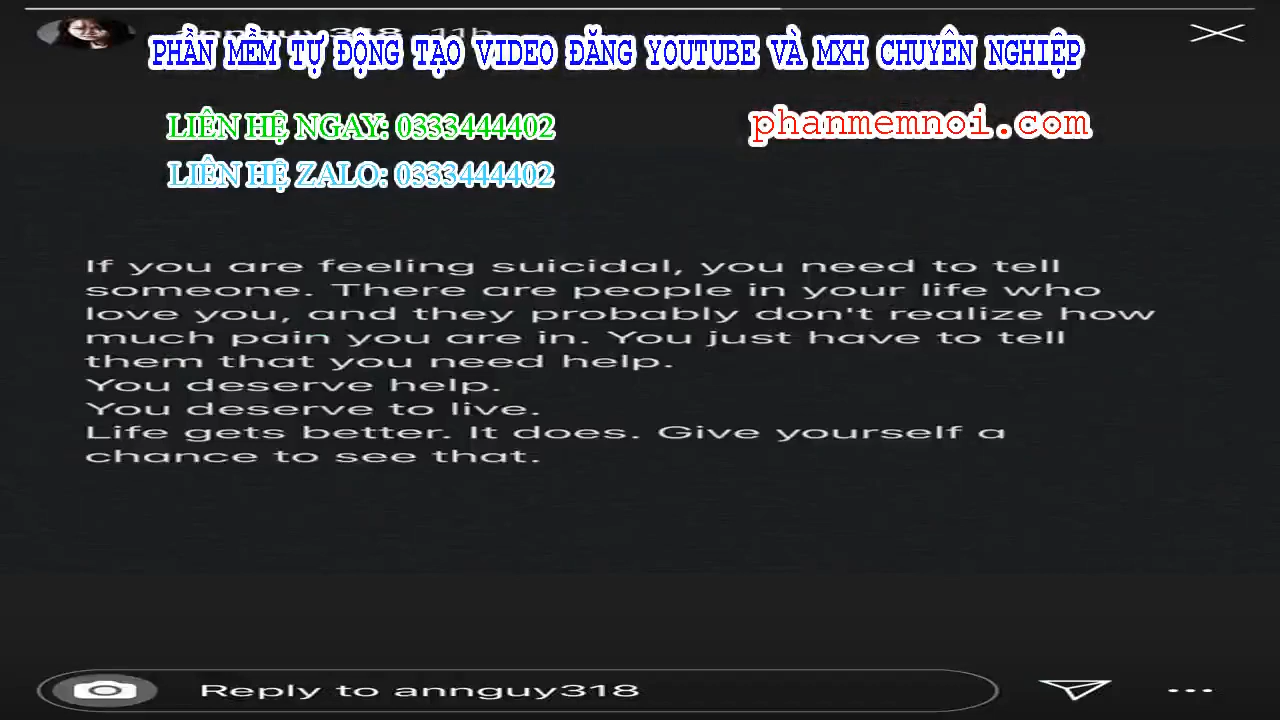 annguy318 11h
PHẦN MỀM TỰ ĐỘNG TẠO VIDEO ĐĂNG YOUTUBE VÀ MXH CHUYÊN NGHIỆP
LIÊN HỆ NGAY: 0333444402
phanmemnoi.com
LIÊN HỆ ZALO: 0333444402
If you are feeling suicidal, you need to tell
someone. There are people in your life who
love you, and they probably don't realize how
much pain you are in. You just have to tell
them that you need help.
You deserve help.
You deserve to live.
Life gets better. It does. Give yourself a
chance to see that.
Reply to annguy318